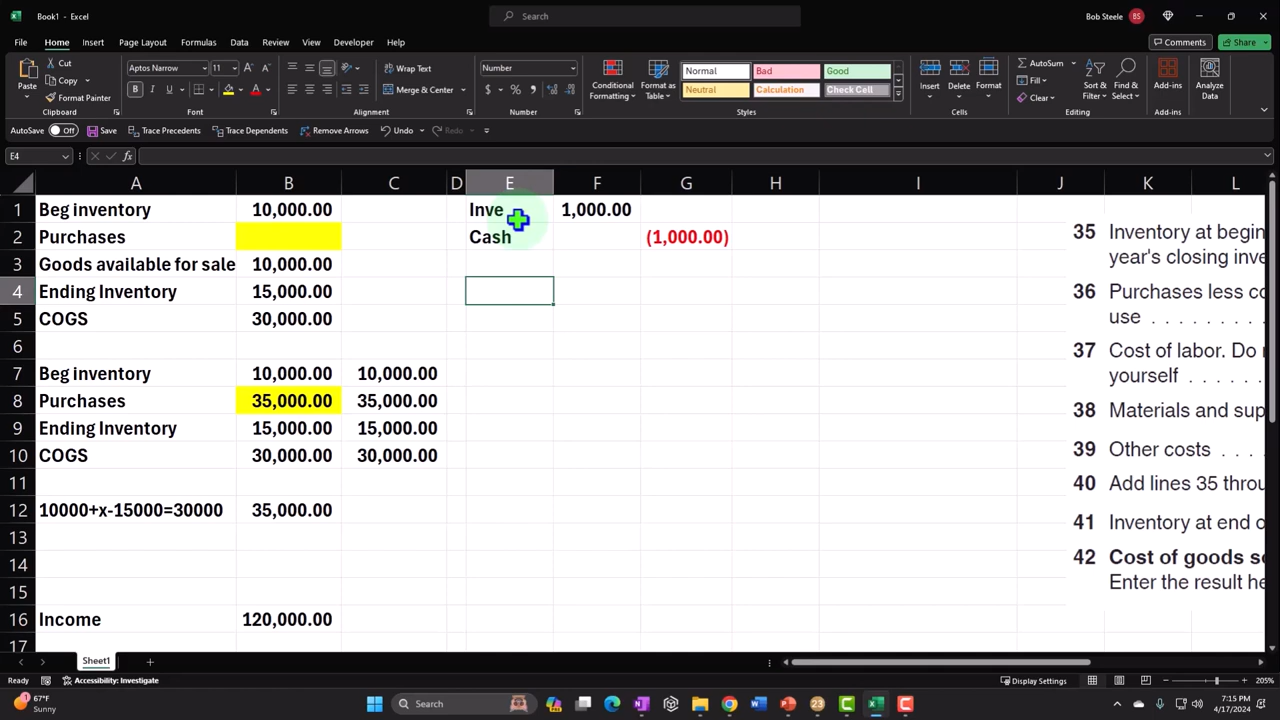 Book1 - Excel
Search
Bob Steele BS
File Home Insert Page Layout Formulas Data Review View Developer Help
Comments Share
Paste
Cut
Copy
Format Painter
Clipboard
Aptos Narrow 11
Font
Wrap Text
Merge & Center
Alignment
Number
Number
Conditional Formatting
Format as Table
Normal Bad Good
Neutral Calculation Check Cell
Styles
Insert Delete Format
Cells
AutoSum
Fill
Clear
Sort & Filter
Find & Select
Editing
Add-ins
Add-ins
Analyze Data
AutoSave Off Save Trace Precedents Trace Dependents Remove Arrows Undo Redo
E4 fx
A B C D E F G H I J K L
1 Beg inventory 10,000.00 Inve 1,000.00
2 Purchases Cash (1,000.00)
3 Goods available for sale 10,000.00
4 Ending Inventory 15,000.00
5 COGS 30,000.00
6
7 Beg inventory 10,000.00 10,000.00
8 Purchases 35,000.00 35,000.00
9 Ending Inventory 15,000.00 15,000.00
10 COGS 30,000.00 30,000.00
11
12 10000+x-15000=30000 35,000.00
13
14
15
16 Income 120,000.00
17
35 Inventory at begin
year's closing inve
36 Purchases less co
use . . . . . .
37 Cost of labor. Do
yourself . . . . .
38 Materials and sup
39 Other costs . . .
40 Add lines 35 throu
41 Inventory at end o
42 Cost of goods s
Enter the result he
Sheet1
Ready Accessibility: Investigate Display Settings 205%
67°F
Sunny
Search
23
7:15 PM
4/17/2024